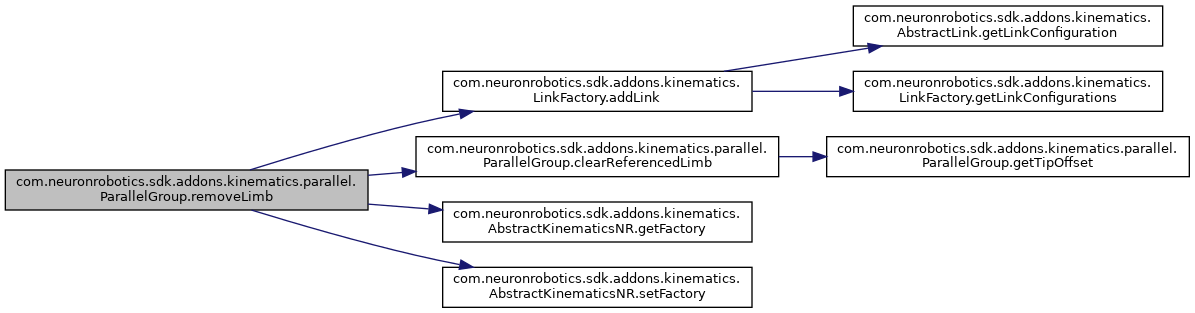 com.neuronrobotics.sdk.addons.kinematics.parallel.
ParallelGroup.removeLimb
com.neuronrobotics.sdk.addons.kinematics.
LinkFactory.addLink
com.neuronrobotics.sdk.addons.kinematics.
AbstractLink.getLinkConfiguration
com.neuronrobotics.sdk.addons.kinematics.
LinkFactory.getLinkConfigurations
com.neuronrobotics.sdk.addons.kinematics.parallel.
ParallelGroup.clearReferencedLimb
com.neuronrobotics.sdk.addons.kinematics.parallel.
ParallelGroup.getTipOffset
com.neuronrobotics.sdk.addons.kinematics.
AbstractKinematicsNR.getFactory
com.neuronrobotics.sdk.addons.kinematics.
AbstractKinematicsNR.setFactory